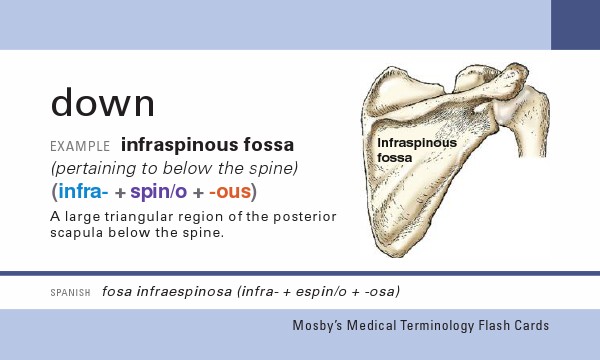 down
EXAMPLE infraspinous fossa
(pertaining to below the spine)
(infra- + spin/o + -ous)
A large triangular region of the posterior
scapula below the spine.
Infraspinous
fossa
SPANISH fosa infraespinosa (infra- + espin/o + -osa)
Mosby's Medical Terminology Flash Cards